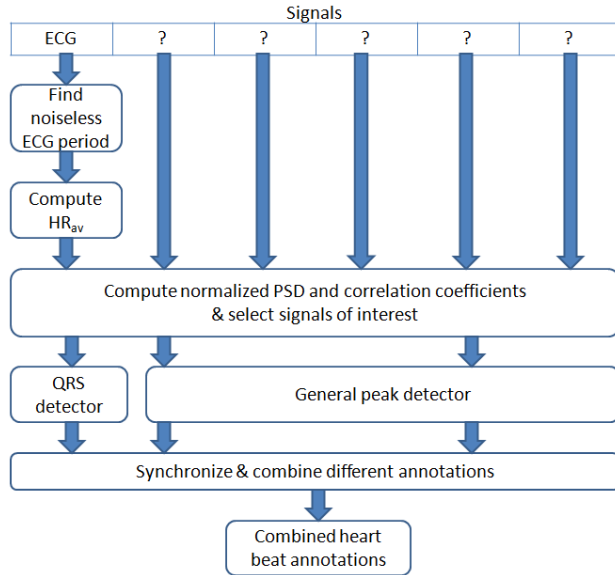 Signals
ECG ? ? ? ? ?
Find
noiseless
ECG period
Compute
HRav
Compute normalized PSD and correlation coefficients
& select signals of interest
QRS
detector
General peak detector
Synchronize & combine different annotations
Combined heart
beat annotations